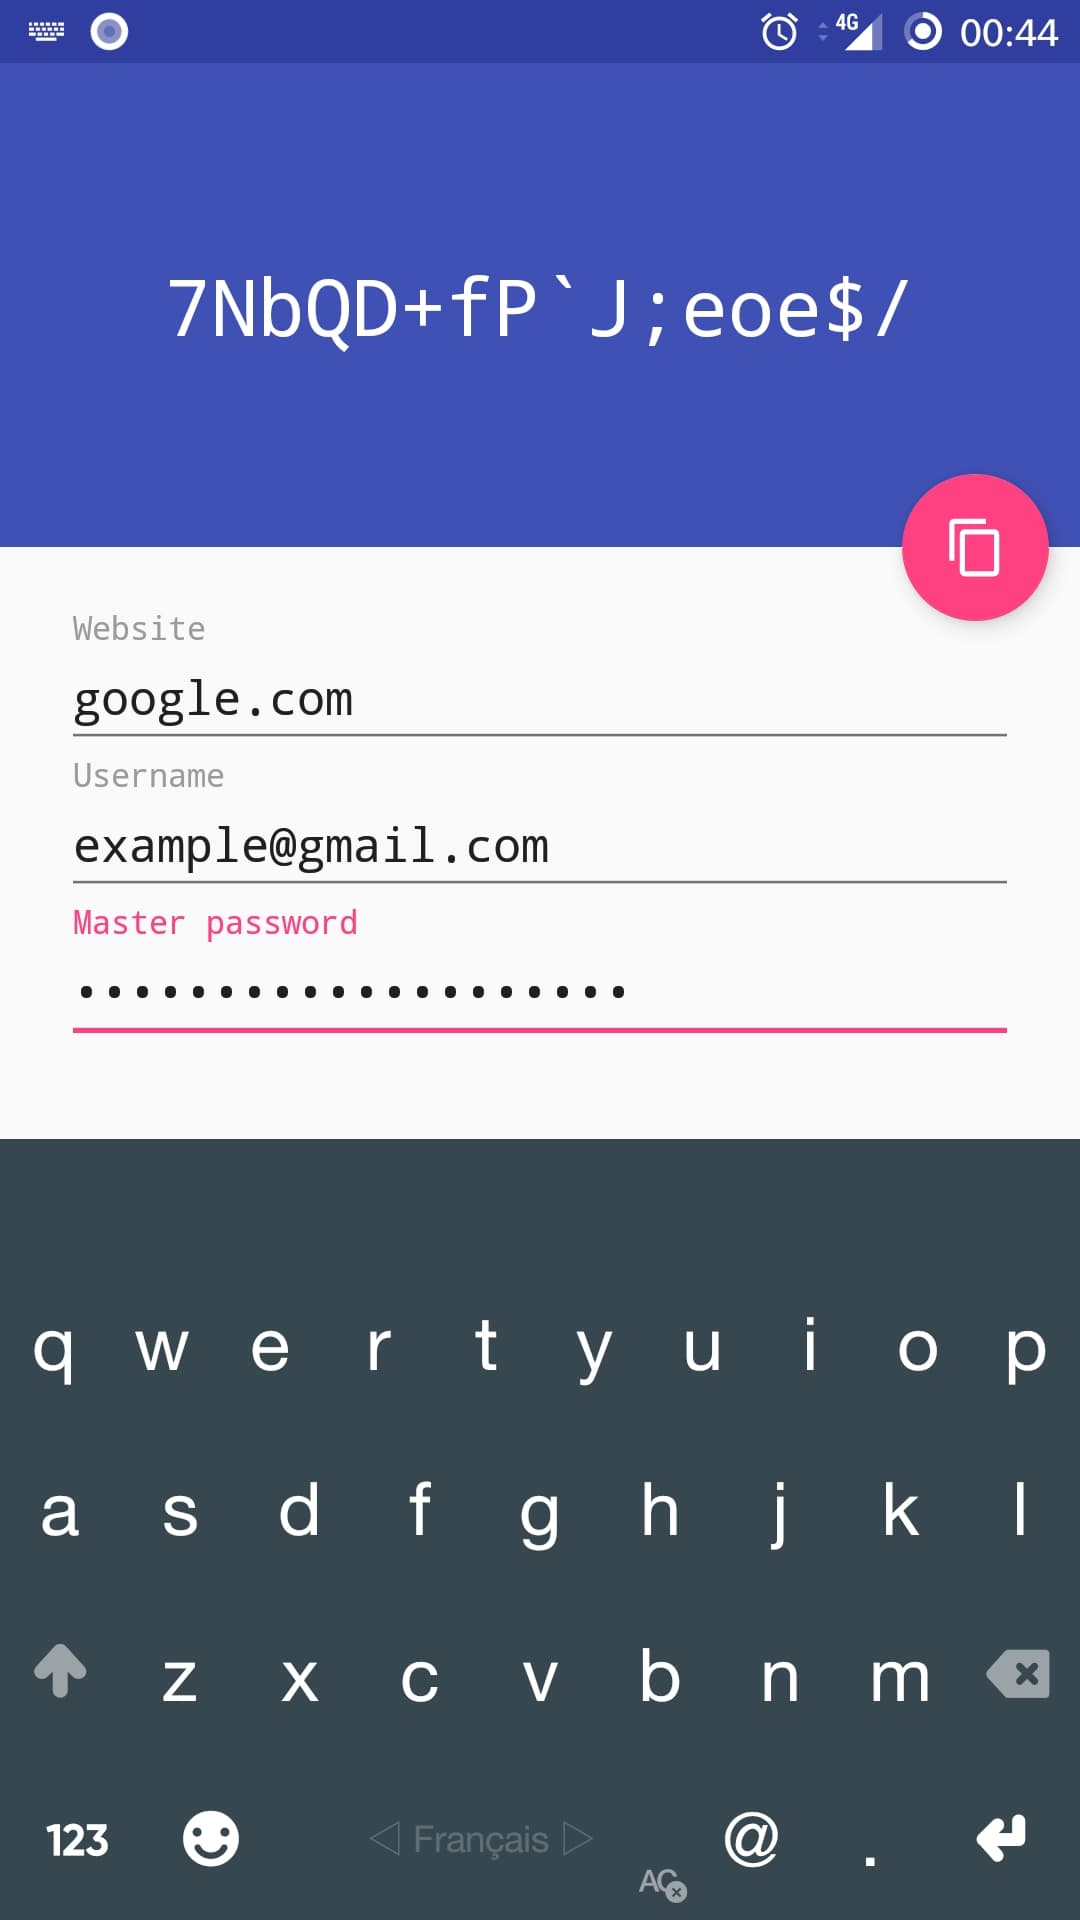 4G 00:44
7NbQD+fP`J;eoe$/
Website
google.com
Username
example@gmail.com
Master password
••••••••••••••••••••
q w e r t y u i o p
a s d f g h j k l
z x c v b n m
123 Français @ .
AC